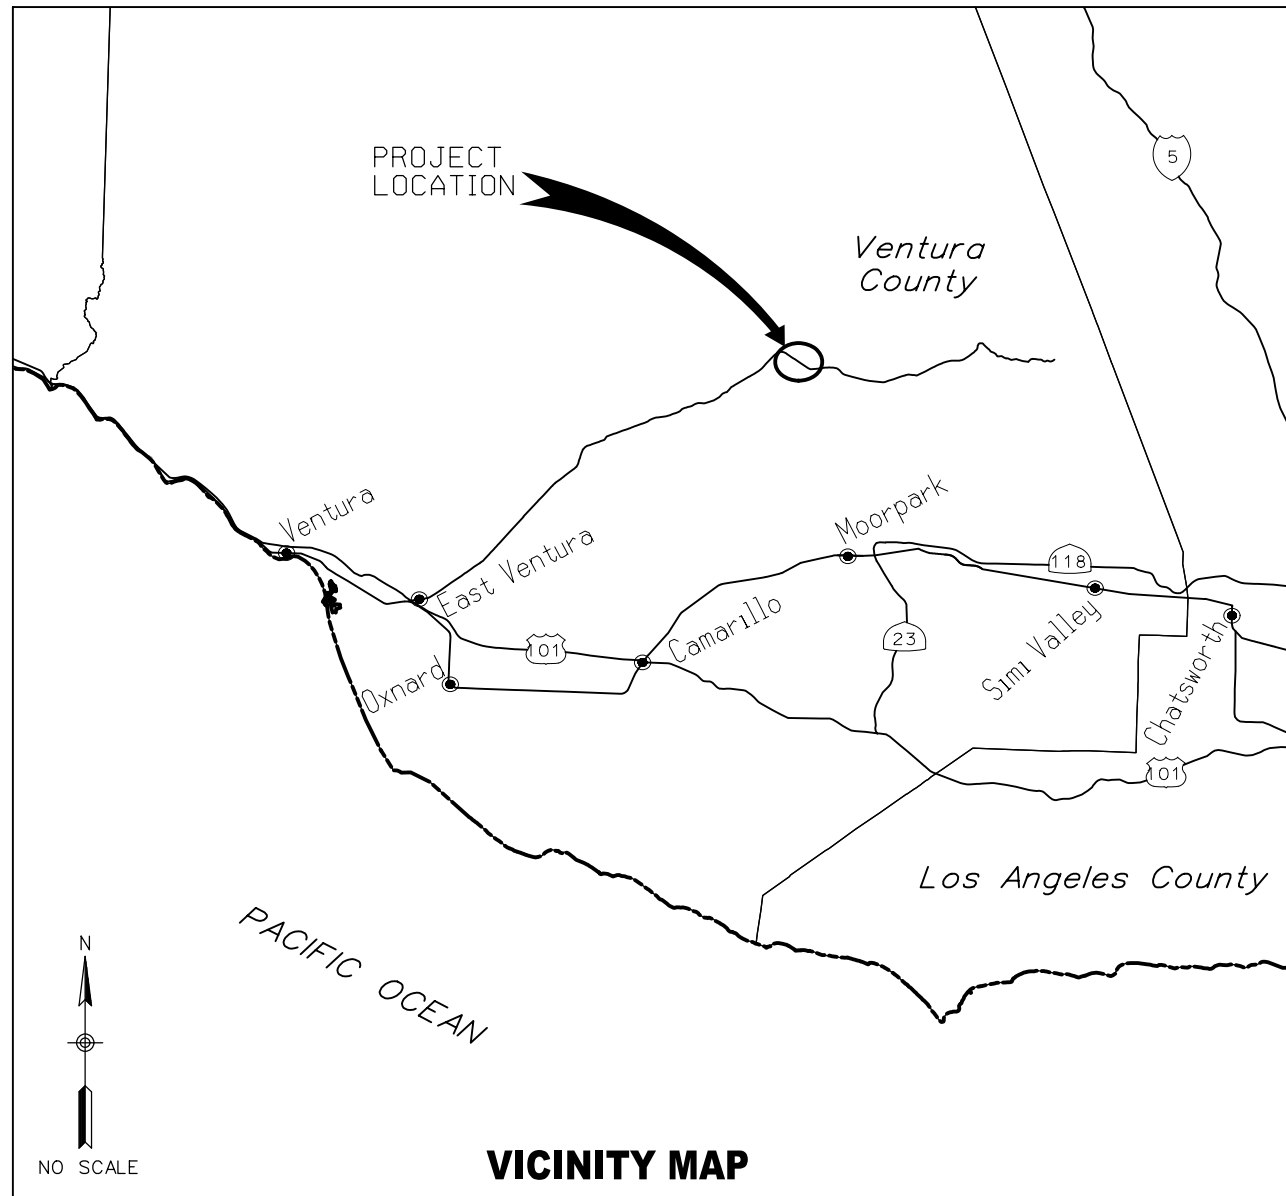 PROJECT
LOCATION
5
Ventura
County
Ventura
East Ventura
Moorpark
118
Camarillo
101
23
Simi Valley
Oxnard
Chatsworth
101
Los Angeles County
PACIFIC OCEAN
N
NO SCALE
VICINITY MAP